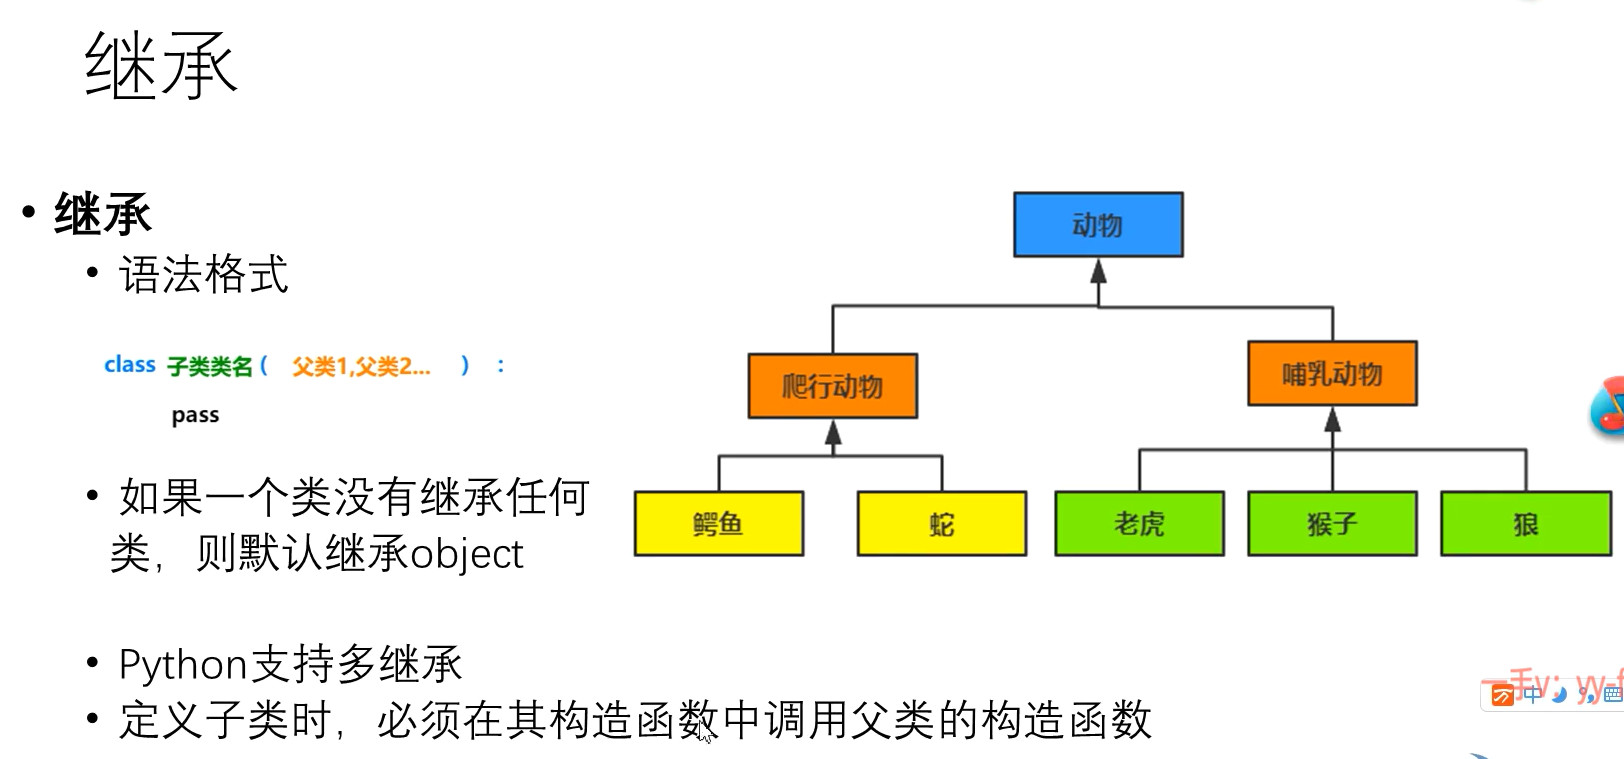 继承
• 继承
• 语法格式
class 子类类名 ( 父类1,父类2... ) :
pass
• 如果一个类没有继承任何
类，则默认继承object
• Python支持多继承
• 定义子类时，必须在其构造函数中调用父类的构造函数
动物
爬行动物
哺乳动物
鳄鱼
蛇
老虎
猴子
狼
一手v：yy-f
中